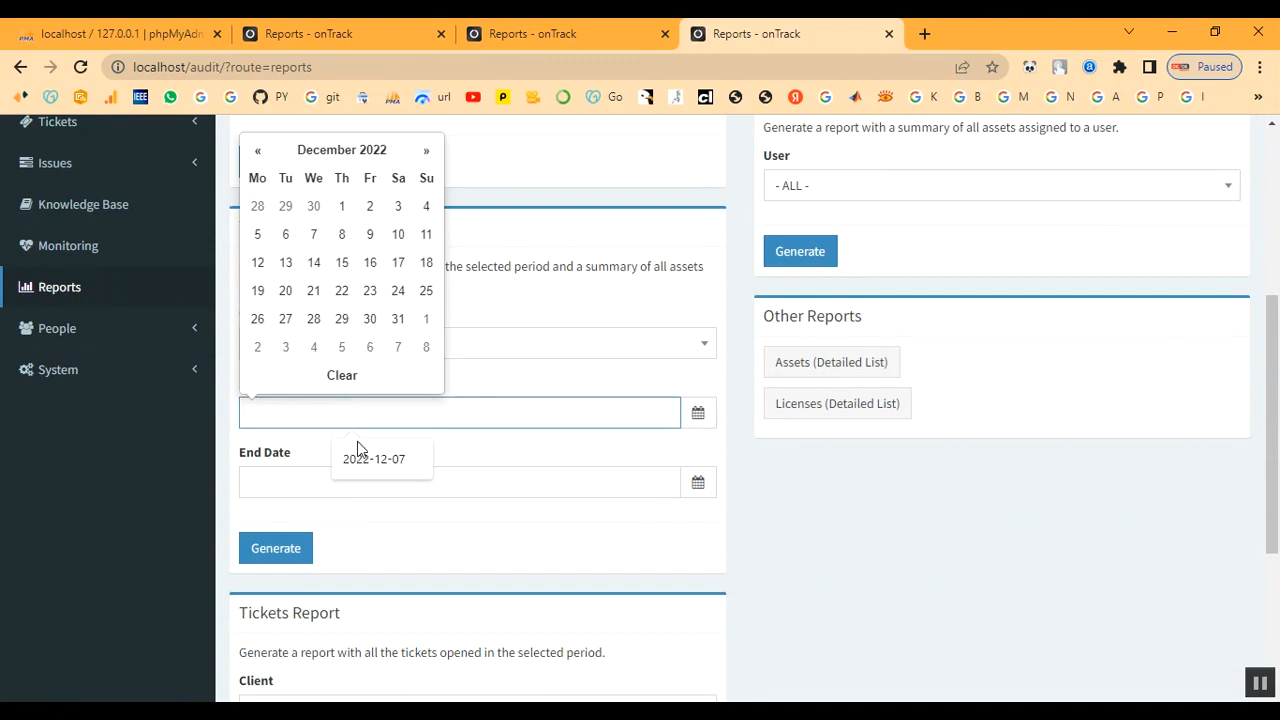 localhost / 127.0.0.1 | phpMyAdn
Reports - onTrack
Reports - onTrack
Reports - onTrack
localhost/audit/?route=reports
Paused
IEEE
PY
git
PMA
url
Go
K
B
M
N
A
P
I
Tickets
Issues
Knowledge Base
Monitoring
Reports
People
System
« December 2022 »
Mo Tu We Th Fr Sa Su
28 29 30 1 2 3 4
5 6 7 8 9 10 11
12 13 14 15 16 17 18
19 20 21 22 23 24 25
26 27 28 29 30 31 1
2 3 4 5 6 7 8
Clear
the selected period and a summary of all assets
2022-12-07
End Date
Generate
Tickets Report
Generate a report with all the tickets opened in the selected period.
Client
Generate a report with a summary of all assets assigned to a user.
User
- ALL -
Generate
Other Reports
Assets (Detailed List)
Licenses (Detailed List)